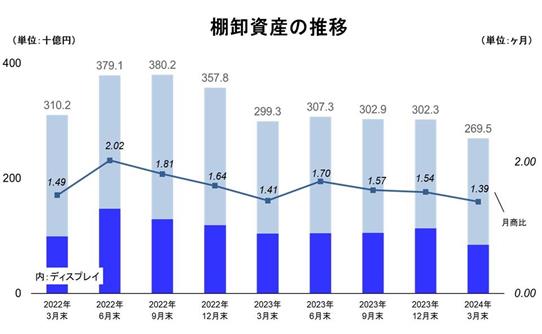 棚卸資産の推移
(単位:十億円)
(単位:ヶ月)
400
200
0
2.00
0.00
310.2
379.1
380.2
357.8
299.3
307.3
302.9
302.3
269.5
1.49
2.02
1.81
1.64
1.41
1.70
1.57
1.54
1.39
月商比
内:ディスプレイ
2022年
3月末
2022年
6月末
2022年
9月末
2022年
12月末
2023年
3月末
2023年
6月末
2023年
9月末
2023年
12月末
2024年
3月末